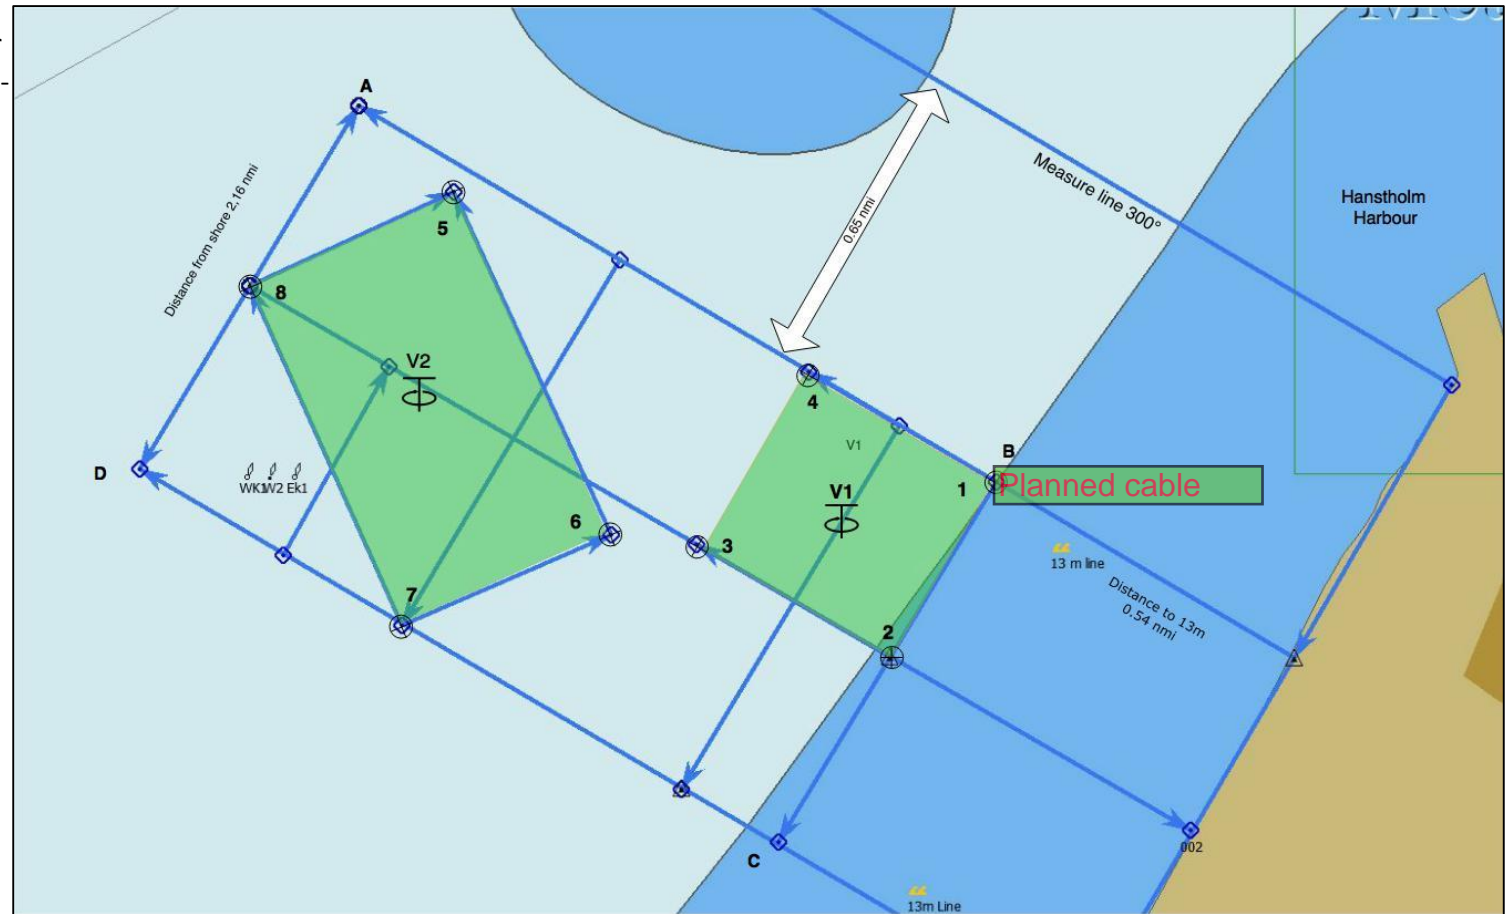 A
5
8
Distance from shore 2,16 nmi
V2
D
WK1
W2 Ek1
6
7
0.65 nmi
Measure line 300°
Hanstholm
Harbour
4
V1
V1
3
B
1
Planned cable
13 m line
Distance to 13m
0.54 nmi
2
002
C
13m Line